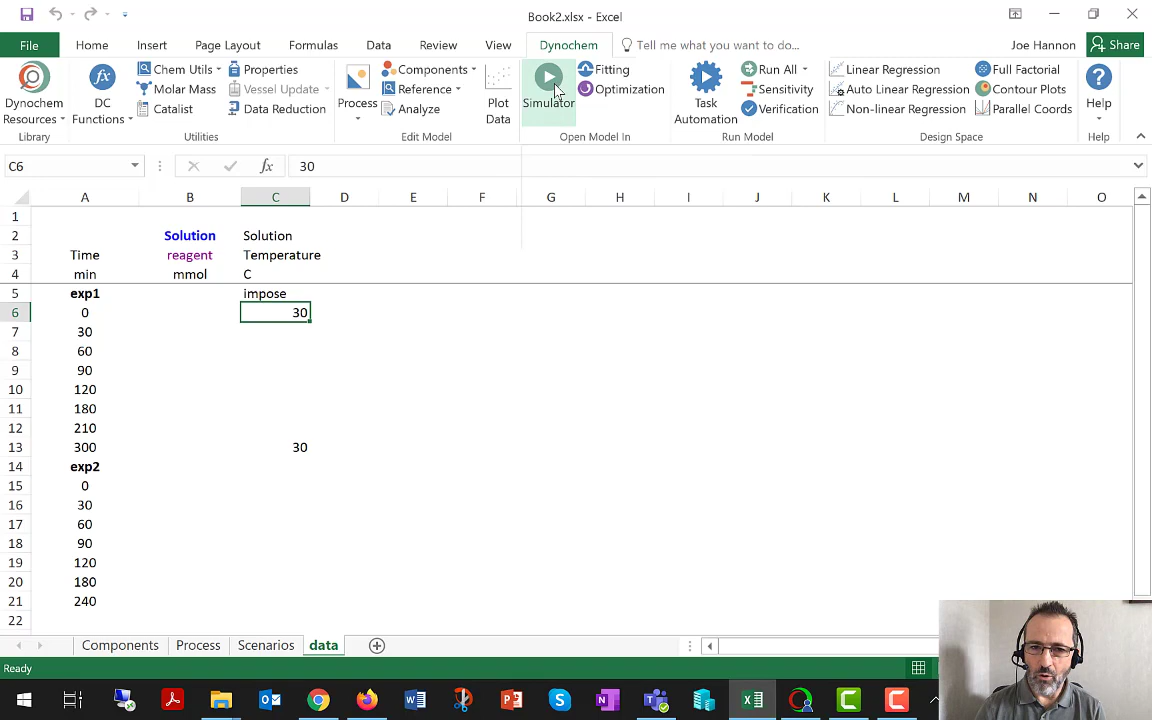 Book2.xlsx - Excel
File Home Insert Page Layout Formulas Data Review View Dynochem Tell me what you want to do... Joe Hannon Share
Chem Utils Properties Components Fitting Run All Linear Regression Full Factorial
Molar Mass Vessel Update Reference Optimization Sensitivity Auto Linear Regression Contour Plots
Dynochem Resources DC Functions Process Plot Data Simulator Task Automation Help
Catalist Data Reduction Analyze Verification Non-linear Regression Parallel Coords
Library Utilities Edit Model Open Model In Run Model Design Space Help
C6 fx 30
A B C D E F G H I J K L M N O
1
2 Solution Solution
3 Time reagent Temperature
4 min mmol C
5 exp1 impose
6 0 30
7 30
8 60
9 90
10 120
11 180
12 210
13 300 30
14 exp2
15 0
16 30
17 60
18 90
19 120
20 180
21 240
22
Components Process Scenarios data
Ready